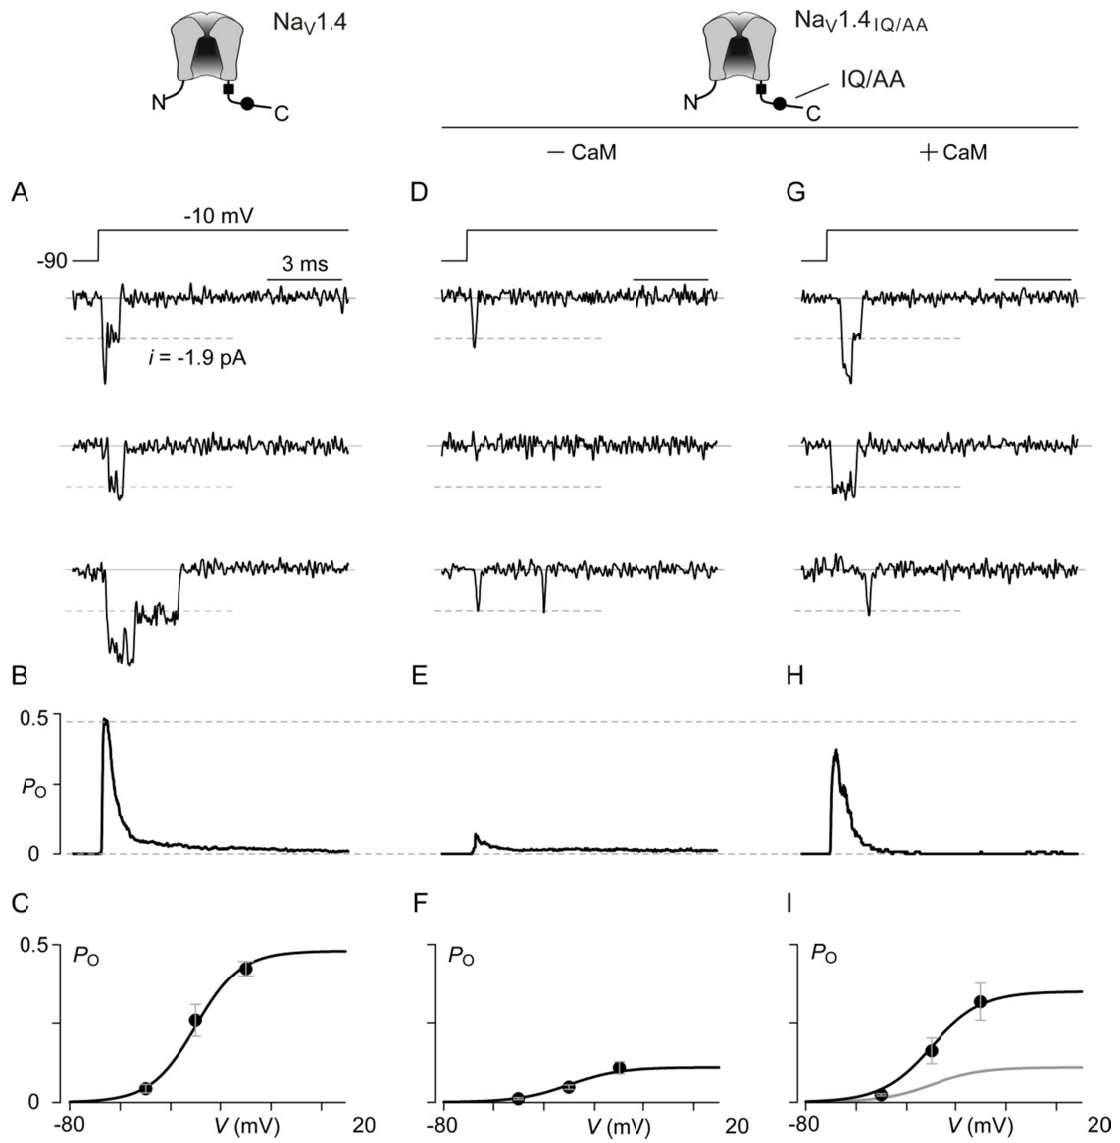 NaV1.4
NaV1.4IQ/AA
N
C
N
C
IQ/AA
— CaM
+ CaM
A
D
G
-10 mV
-90
3 ms
i = -1.9 pA
B
E
H
0.5
PO
0
C
F
I
0.5
PO
PO
PO
0
-80
V (mV)
20
-80
V (mV)
20
-80
V (mV)
20